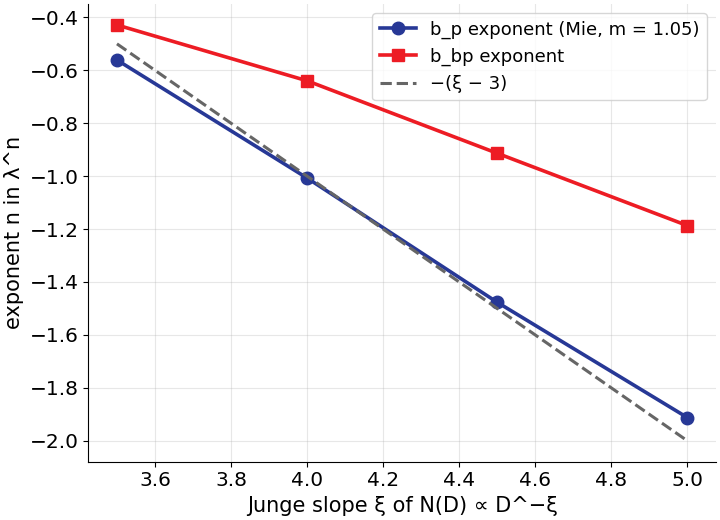 −0.4
−0.6
−0.8
−1.0
−1.2
−1.4
−1.6
−1.8
−2.0
exponent n in λ^n
b_p exponent (Mie, m = 1.05)
b_bp exponent
−(ξ − 3)
3.6 3.8 4.0 4.2 4.4 4.6 4.8 5.0
Junge slope ξ of N(D) ∝ D^−ξ